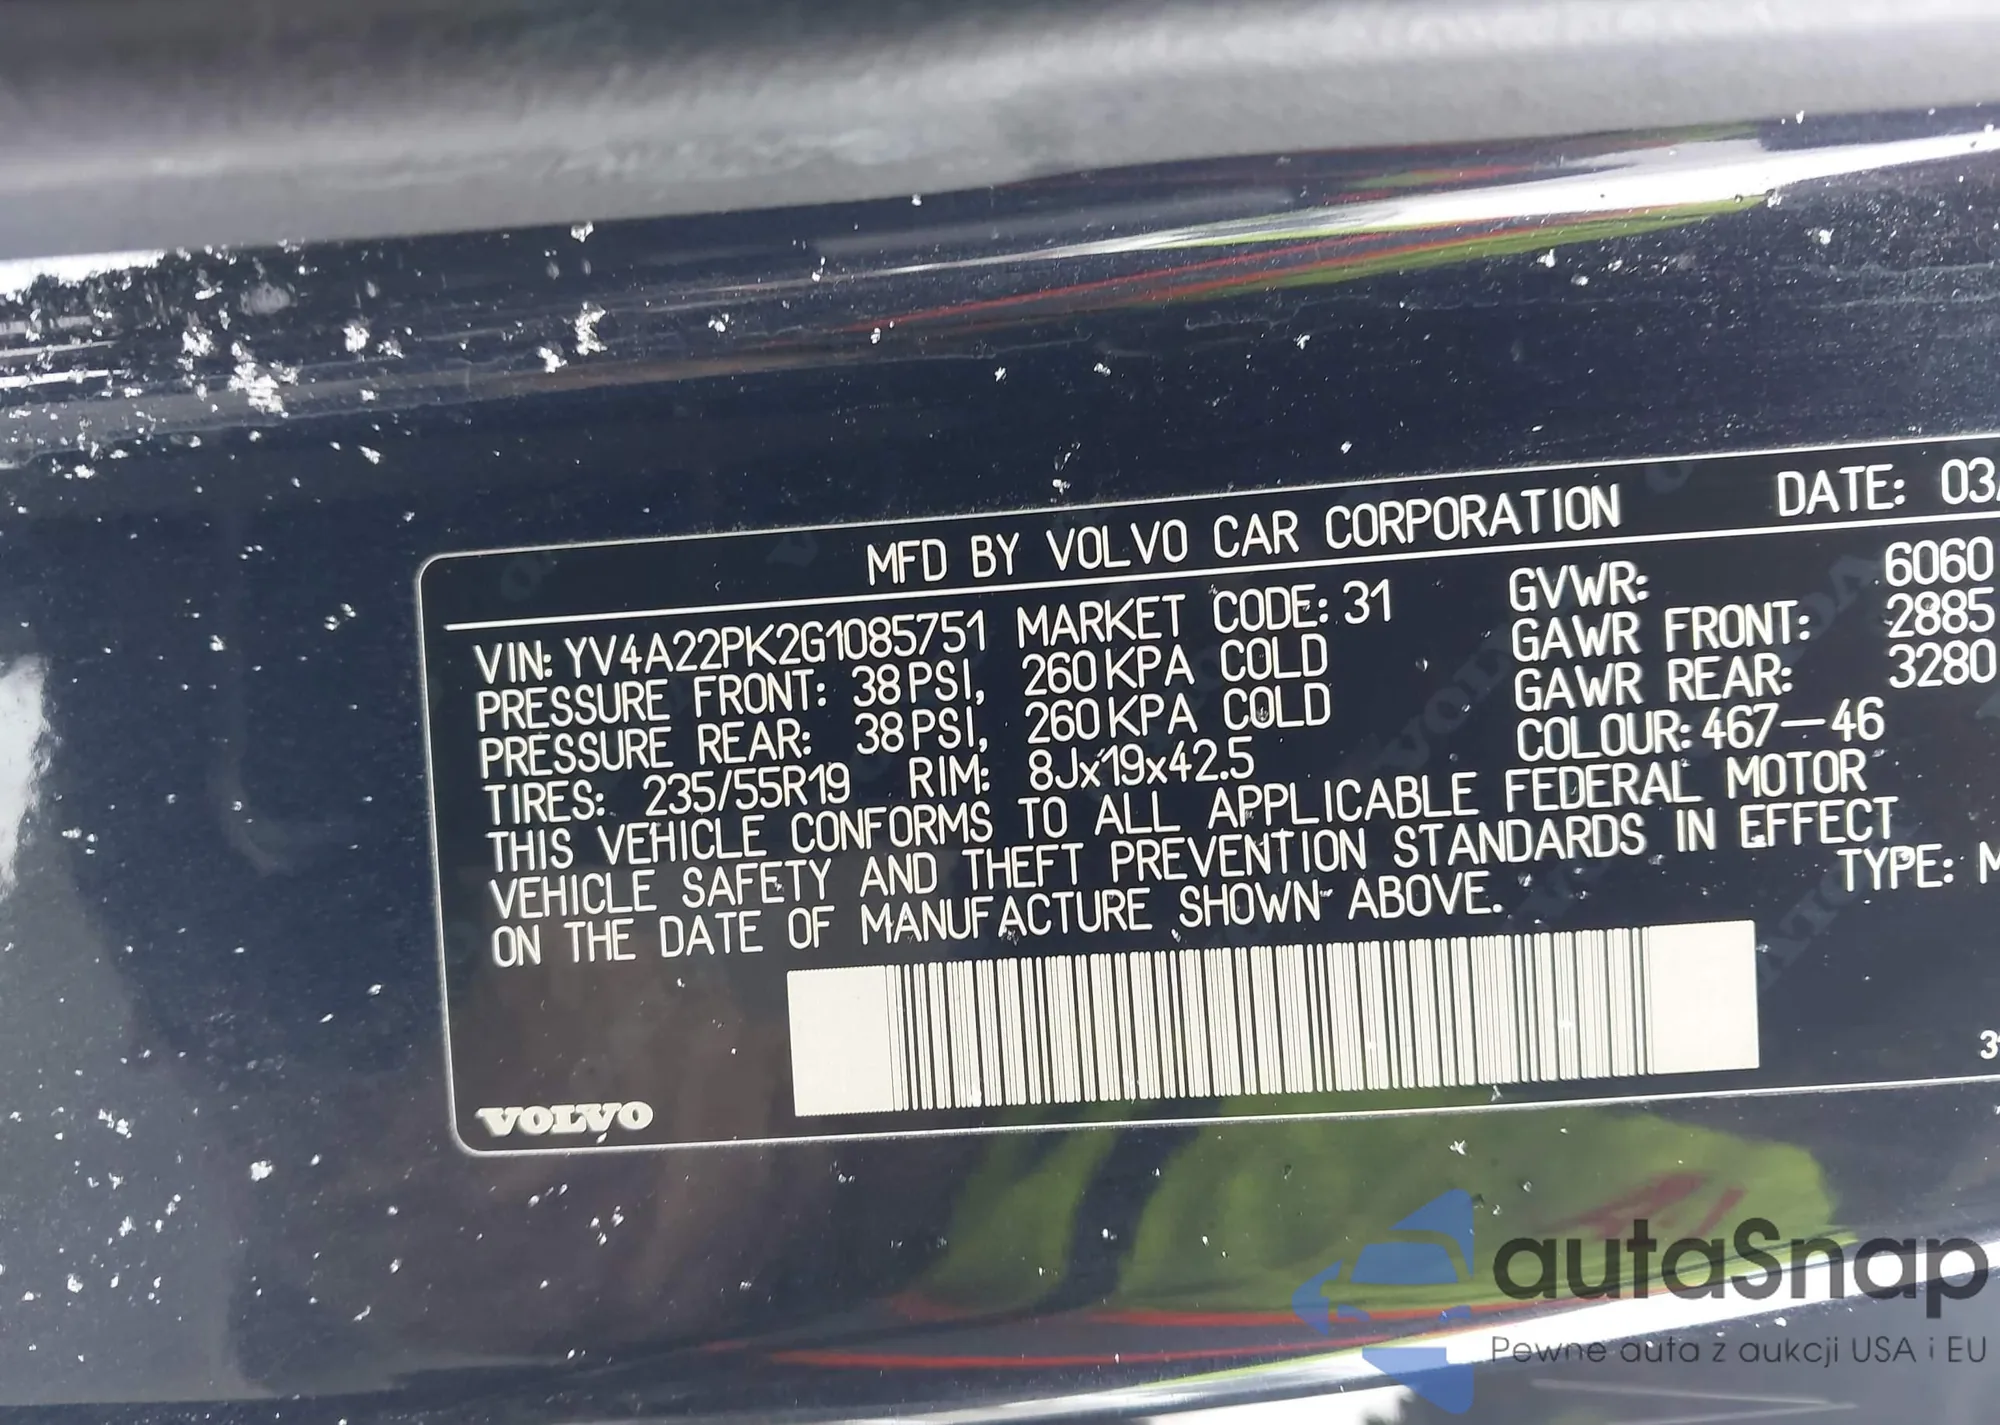 MFD BY VOLVO CAR CORPORATION DATE: 03/
VIN: YV4A22PK2G1085751 MARKET CODE: 31 GVWR: 6060
PRESSURE FRONT: 38 PSI, 260 KPA COLD GAWR FRONT: 2885
PRESSURE REAR: 38 PSI, 260 KPA COLD GAWR REAR: 3280
TIRES: 235/55R19 RIM: 8Jx19x42.5 COLOUR: 467-46
THIS VEHICLE CONFORMS TO ALL APPLICABLE FEDERAL MOTOR
VEHICLE SAFETY AND THEFT PREVENTION STANDARDS IN EFFECT
ON THE DATE OF MANUFACTURE SHOWN ABOVE. TYPE: M
VOLVO
autaSnap
Pewne auta z aukcji USA i EU